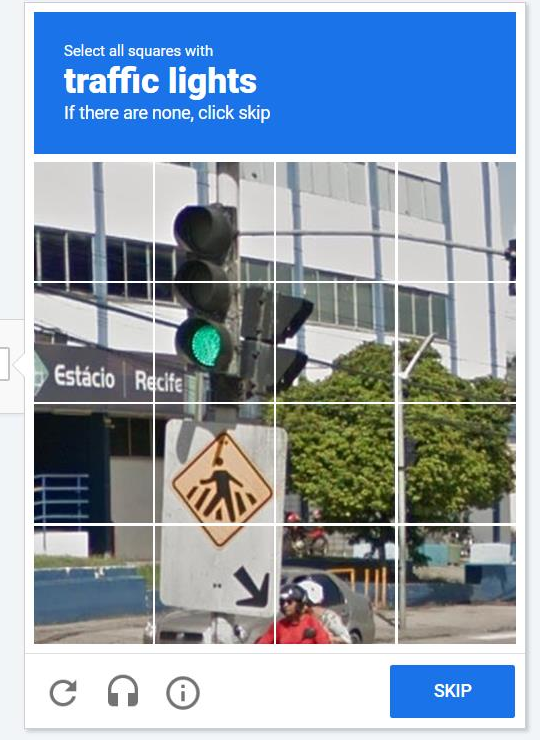 Select all squares with
traffic lights
If there are none, click skip
Estácio | Recife
SKIP